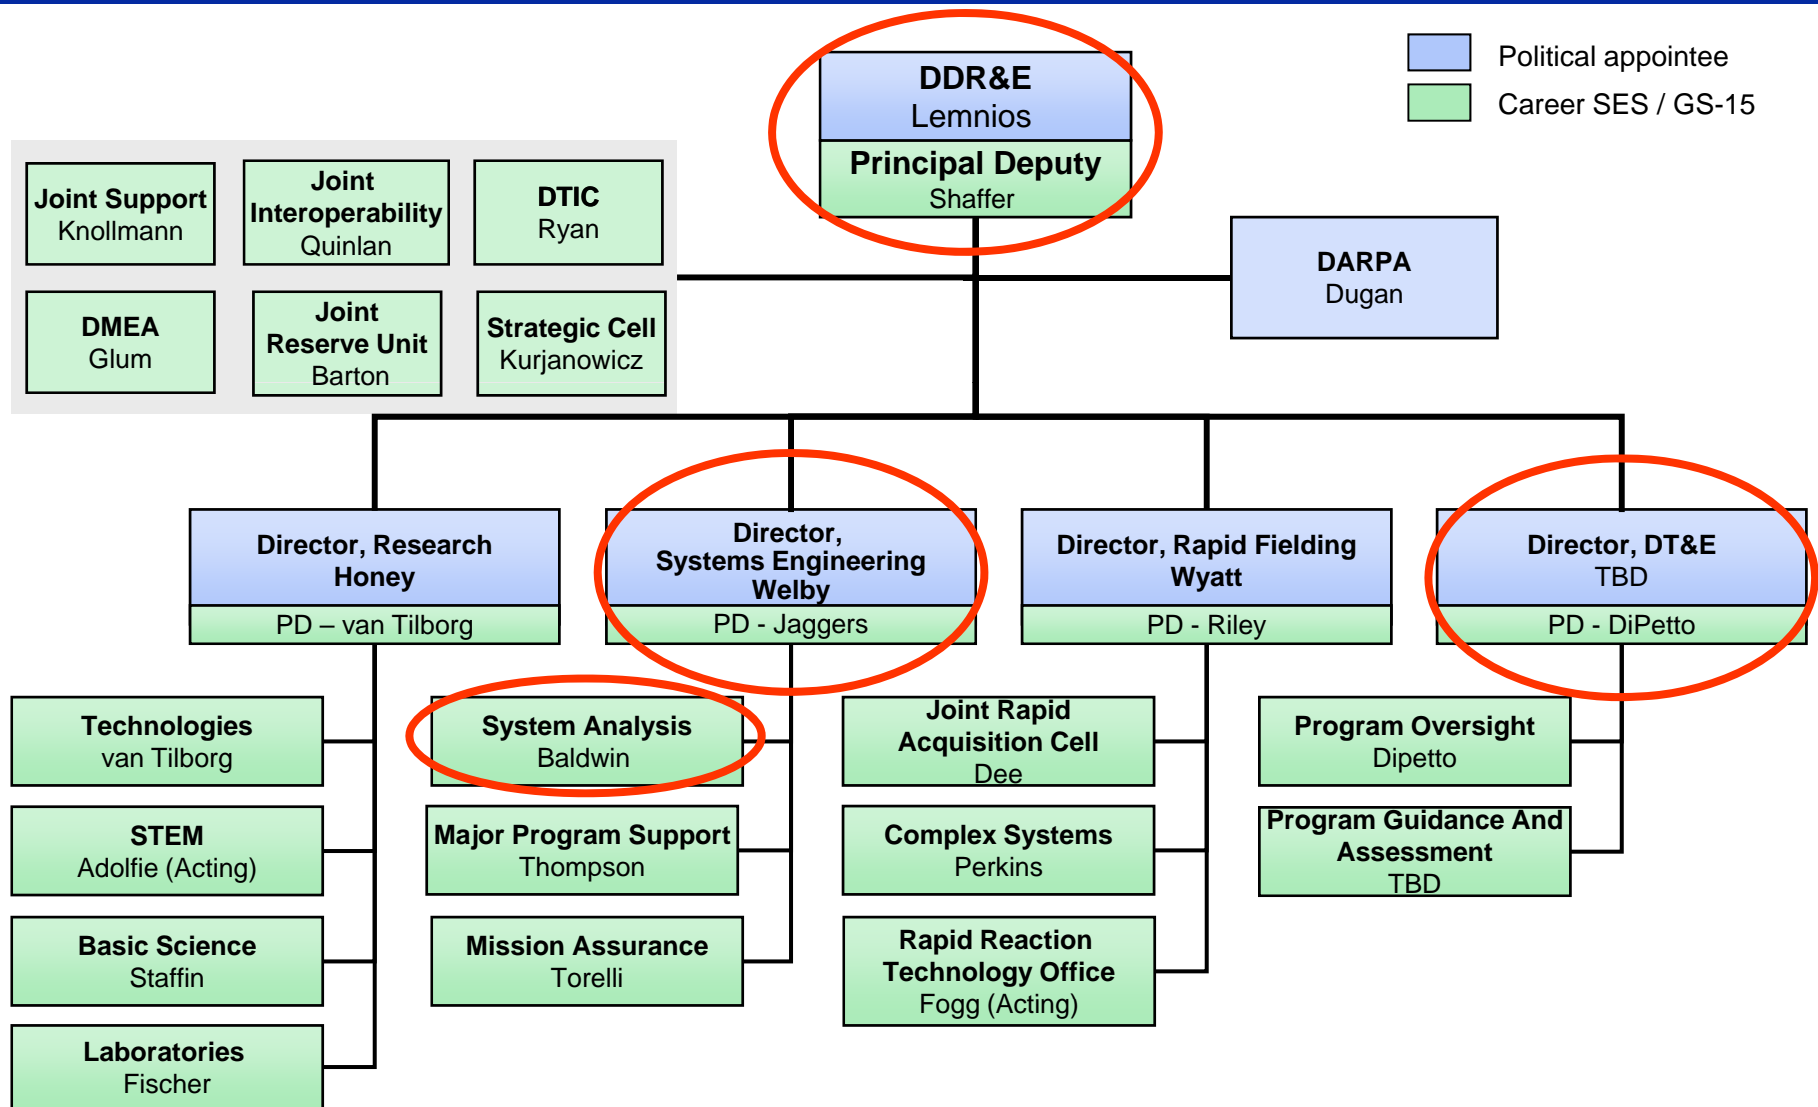 DDR&E
Lemnios
Principal Deputy
Shaffer
Political appointee
Career SES / GS-15
Joint Support
Knollmann
Joint
Interoperability
Quinlan
DTIC
Ryan
DMEA
Glum
Joint
Reserve Unit
Barton
Strategic Cell
Kurjanowicz
DARPA
Dugan
Director, Research
Honey
PD – van Tilborg
Director,
Systems Engineering
Welby
PD - Jaggers
Director, Rapid Fielding
Wyatt
PD - Riley
Director, DT&E
TBD
PD - DiPetto
Technologies
van Tilborg
STEM
Adolfie (Acting)
Basic Science
Staffin
Laboratories
Fischer
System Analysis
Baldwin
Major Program Support
Thompson
Mission Assurance
Torelli
Joint Rapid
Acquisition Cell
Dee
Complex Systems
Perkins
Rapid Reaction
Technology Office
Fogg (Acting)
Program Oversight
Dipetto
Program Guidance And
Assessment
TBD